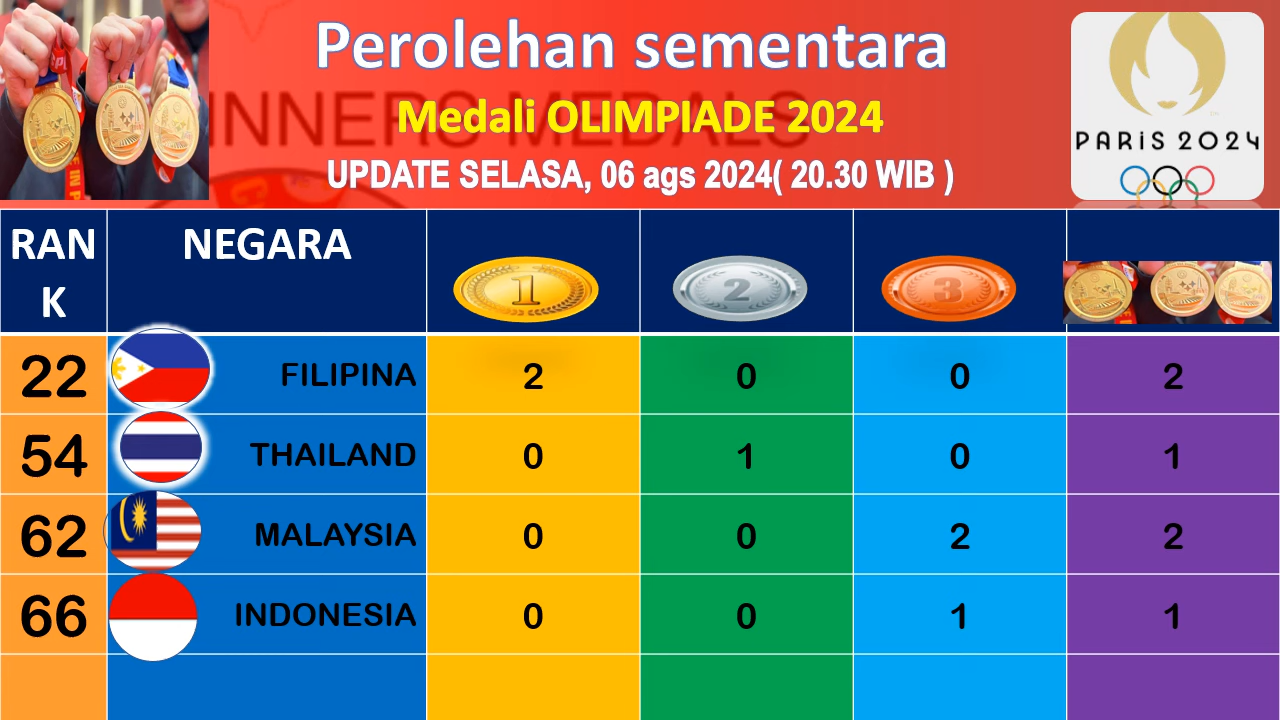 Perolehan sementara
INNERS MEDALS
Medali OLIMPIADE 2024
UPDATE SELASA, 06 ags 2024( 20.30 WIB )
PARIS 2024
RAN
K
NEGARA
1
2
3
22 FILIPINA 2 0 0 2
54 THAILAND 0 1 0 1
62 MALAYSIA 0 0 2 2
66 INDONESIA 0 0 1 1